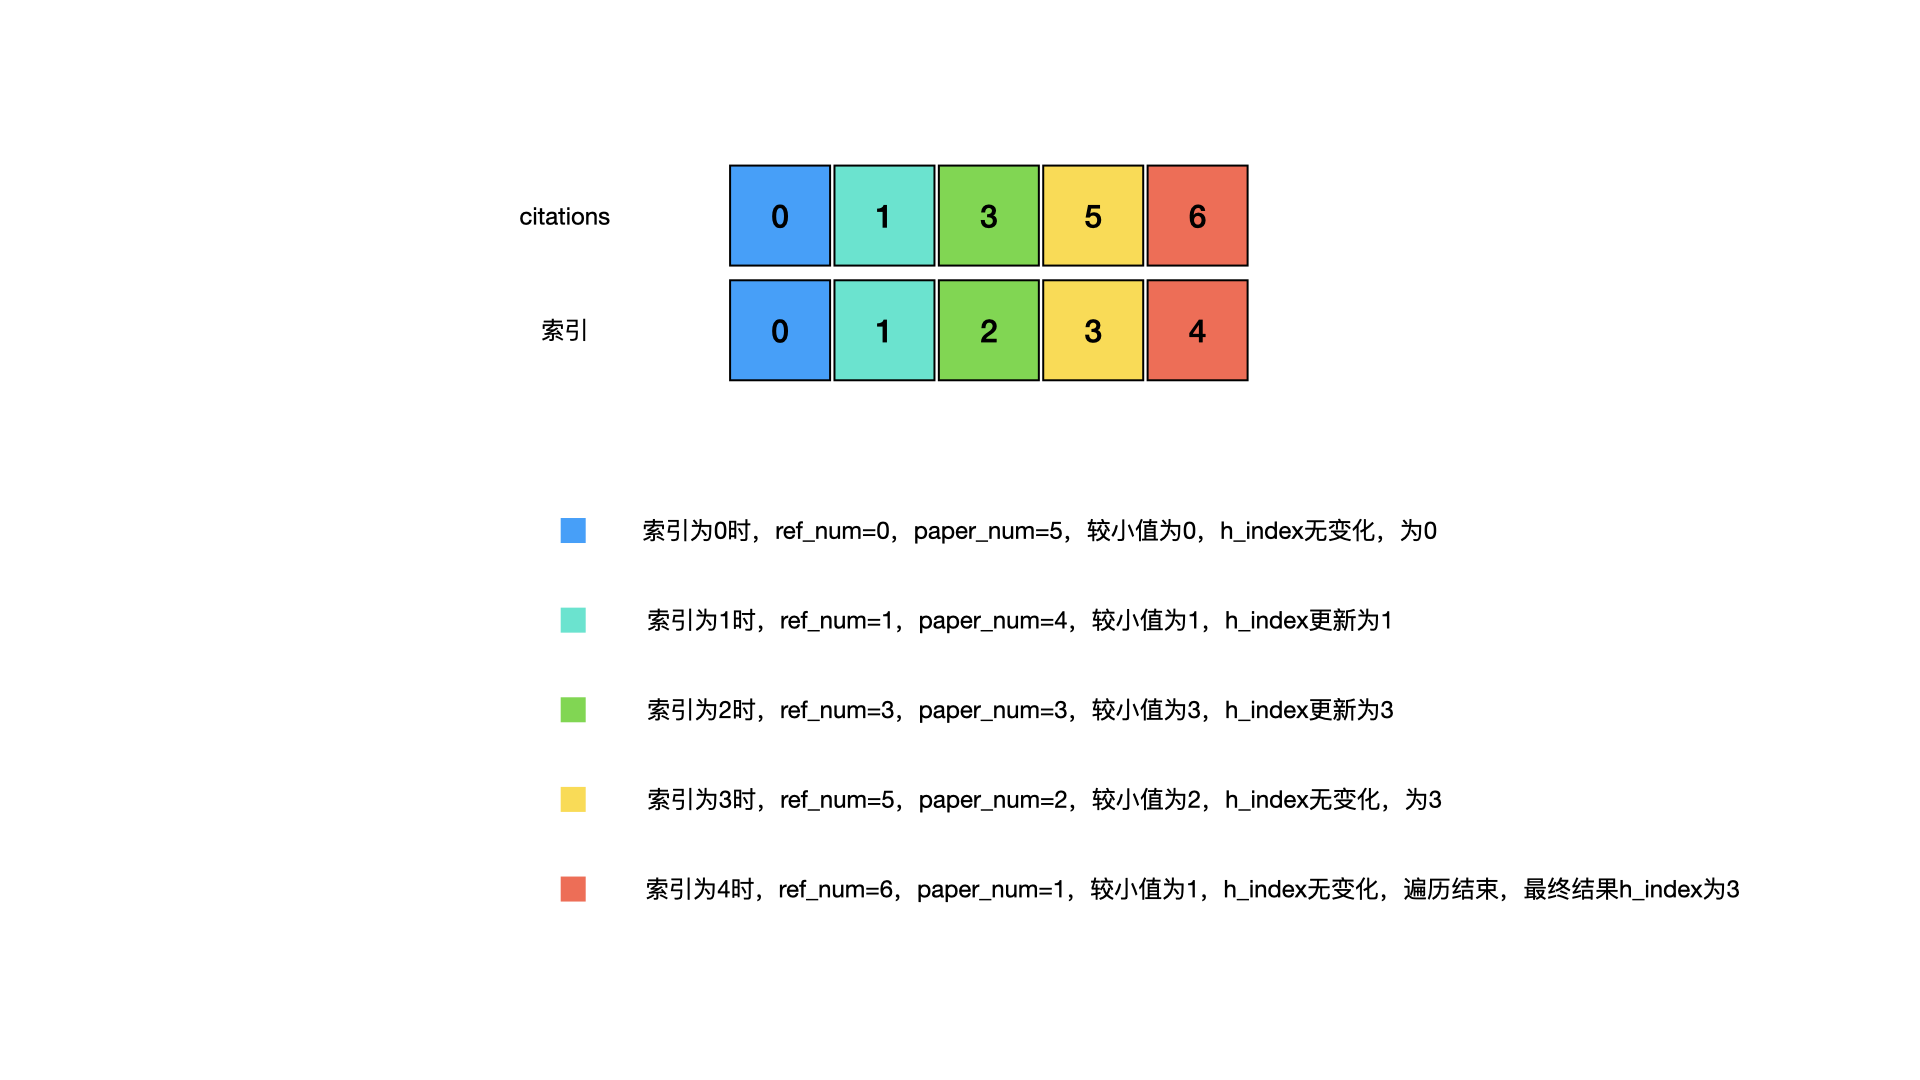 citations 0 1 3 5 6
索引 0 1 2 3 4
索引为0时，ref_num=0，paper_num=5，较小值为0，h_index无变化，为0
索引为1时，ref_num=1，paper_num=4，较小值为1，h_index更新为1
索引为2时，ref_num=3，paper_num=3，较小值为3，h_index更新为3
索引为3时，ref_num=5，paper_num=2，较小值为2，h_index无变化，为3
索引为4时，ref_num=6，paper_num=1，较小值为1，h_index无变化，遍历结束，最终结果h_index为3